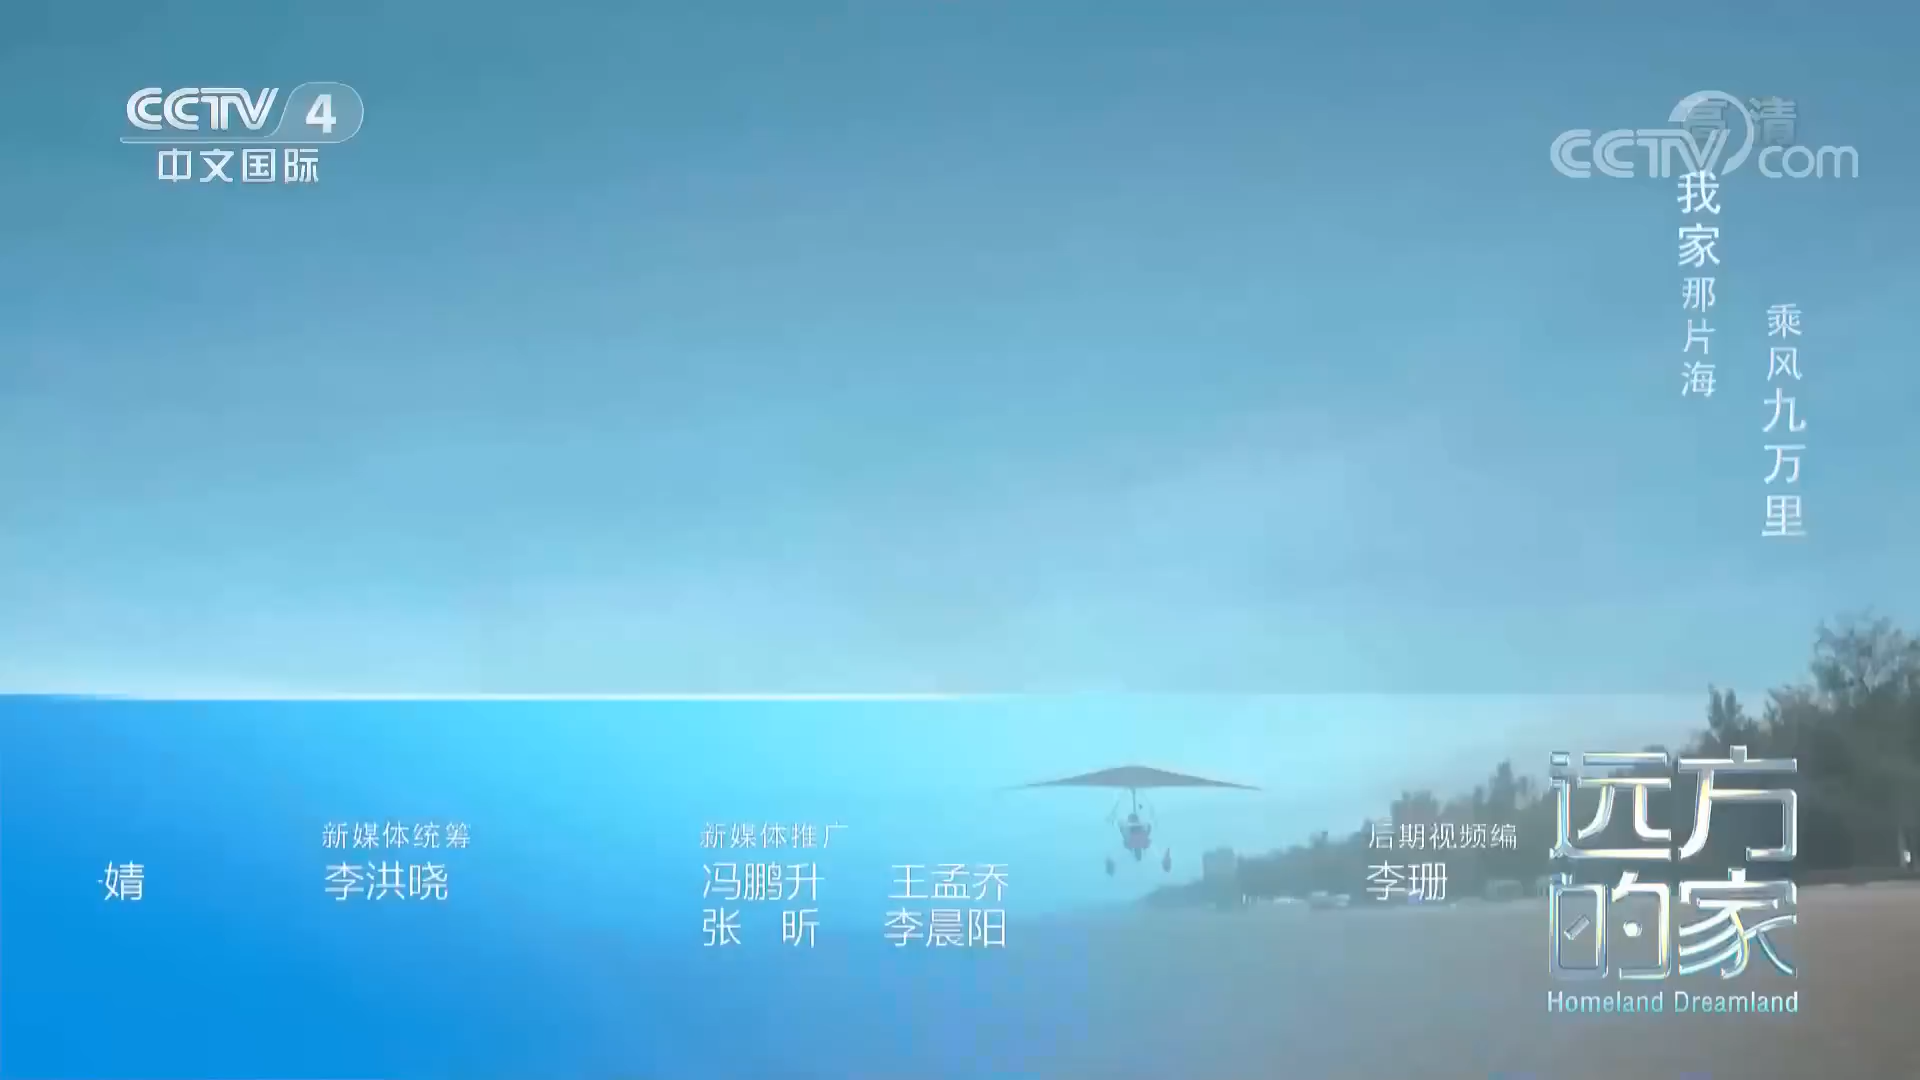 CCTV 4
中文国际
高清
CCTV com
我家那片海
乘风九万里
新媒体统筹
新媒体推广
后期视频编
婧
李洪晓
冯鹏升 王孟乔
李珊
张 昕 李晨阳
远方的家
Homeland Dreamland